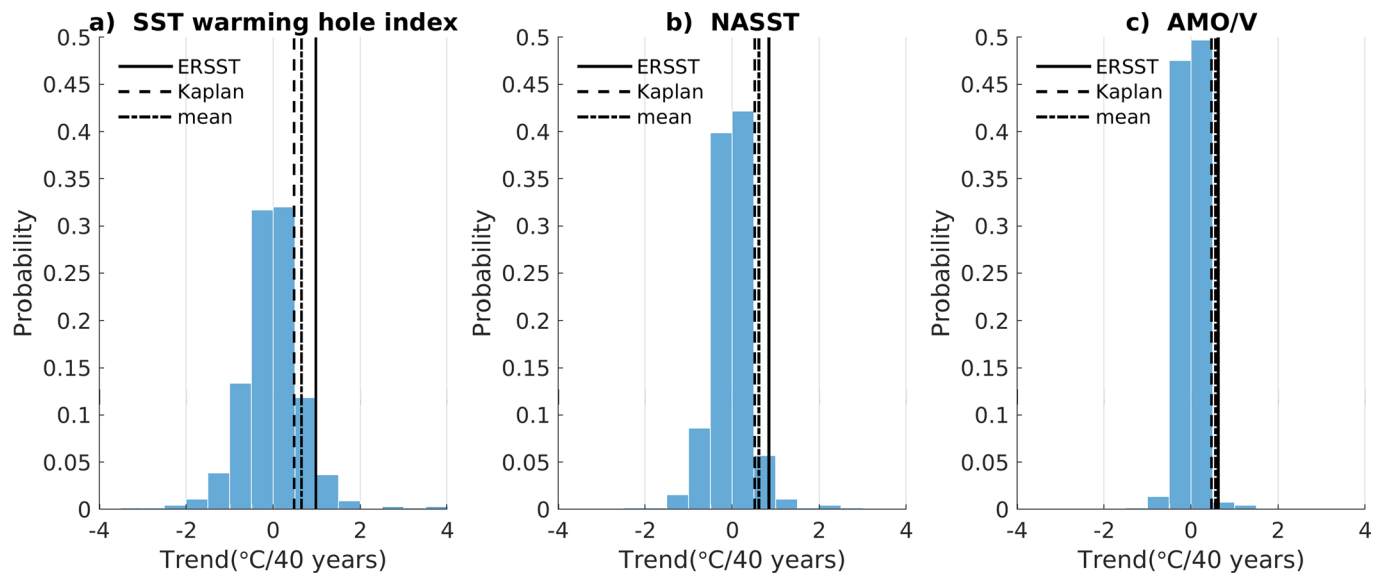 a)  SST warming hole index
0.5
0.45
0.4
0.35
0.3
0.25
0.2
0.15
0.1
0.05
0
Probability
ERSST
Kaplan
mean
-4 -2 0 2 4
Trend(°C/40 years)
b)  NASST
0.5
0.45
0.4
0.35
0.3
0.25
0.2
0.15
0.1
0.05
0
Probability
ERSST
Kaplan
mean
-4 -2 0 2 4
Trend(°C/40 years)
c)  AMO/V
0.5
0.45
0.4
0.35
0.3
0.25
0.2
0.15
0.1
0.05
0
Probability
ERSST
Kaplan
mean
-4 -2 0 2 4
Trend(°C/40 years)